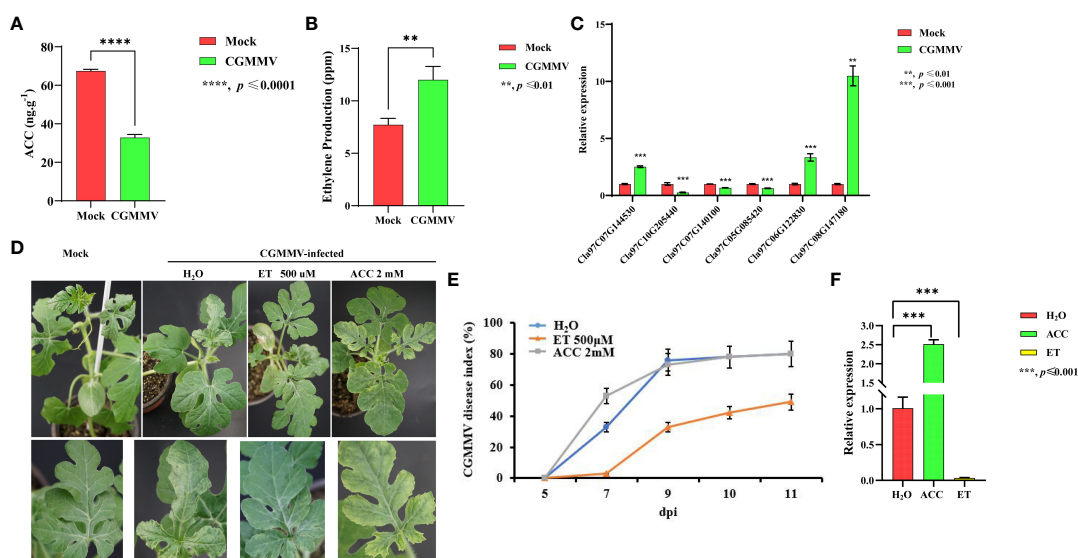 A
****
80
60
40
20
0
ACC (ng.g-1)
Mock
CGMMV
Mock
CGMMV
****, p ≤0.0001
B
**
15
10
5
0
Ethylene Production (ppm)
Mock
CGMMV
Mock
CGMMV
**, p ≤0.01
C
15
10
5
0
Relative expression
***
***
***
***
***
**
Cla97C07G144530
Cla97C10G205440
Cla97C07G140100
Cla97C05G085420
Cla97C06G122830
Cla97C08G147180
Mock
CGMMV
**, p ≤0.01
***, p ≤0.001
D
Mock
CGMMV-infected
H2O
ET 500 uM
ACC 2 mM
E
CGMMV disease index (%)
100
80
60
40
20
0
H2O
ET 500μM
ACC 2mM
5
7
9
10
11
dpi
F
***
***
3.0
2.5
2.0
1.5
1.0
0.5
0.0
Relative expression
H2O
ACC
ET
H2O
ACC
ET
***, p≤0.001